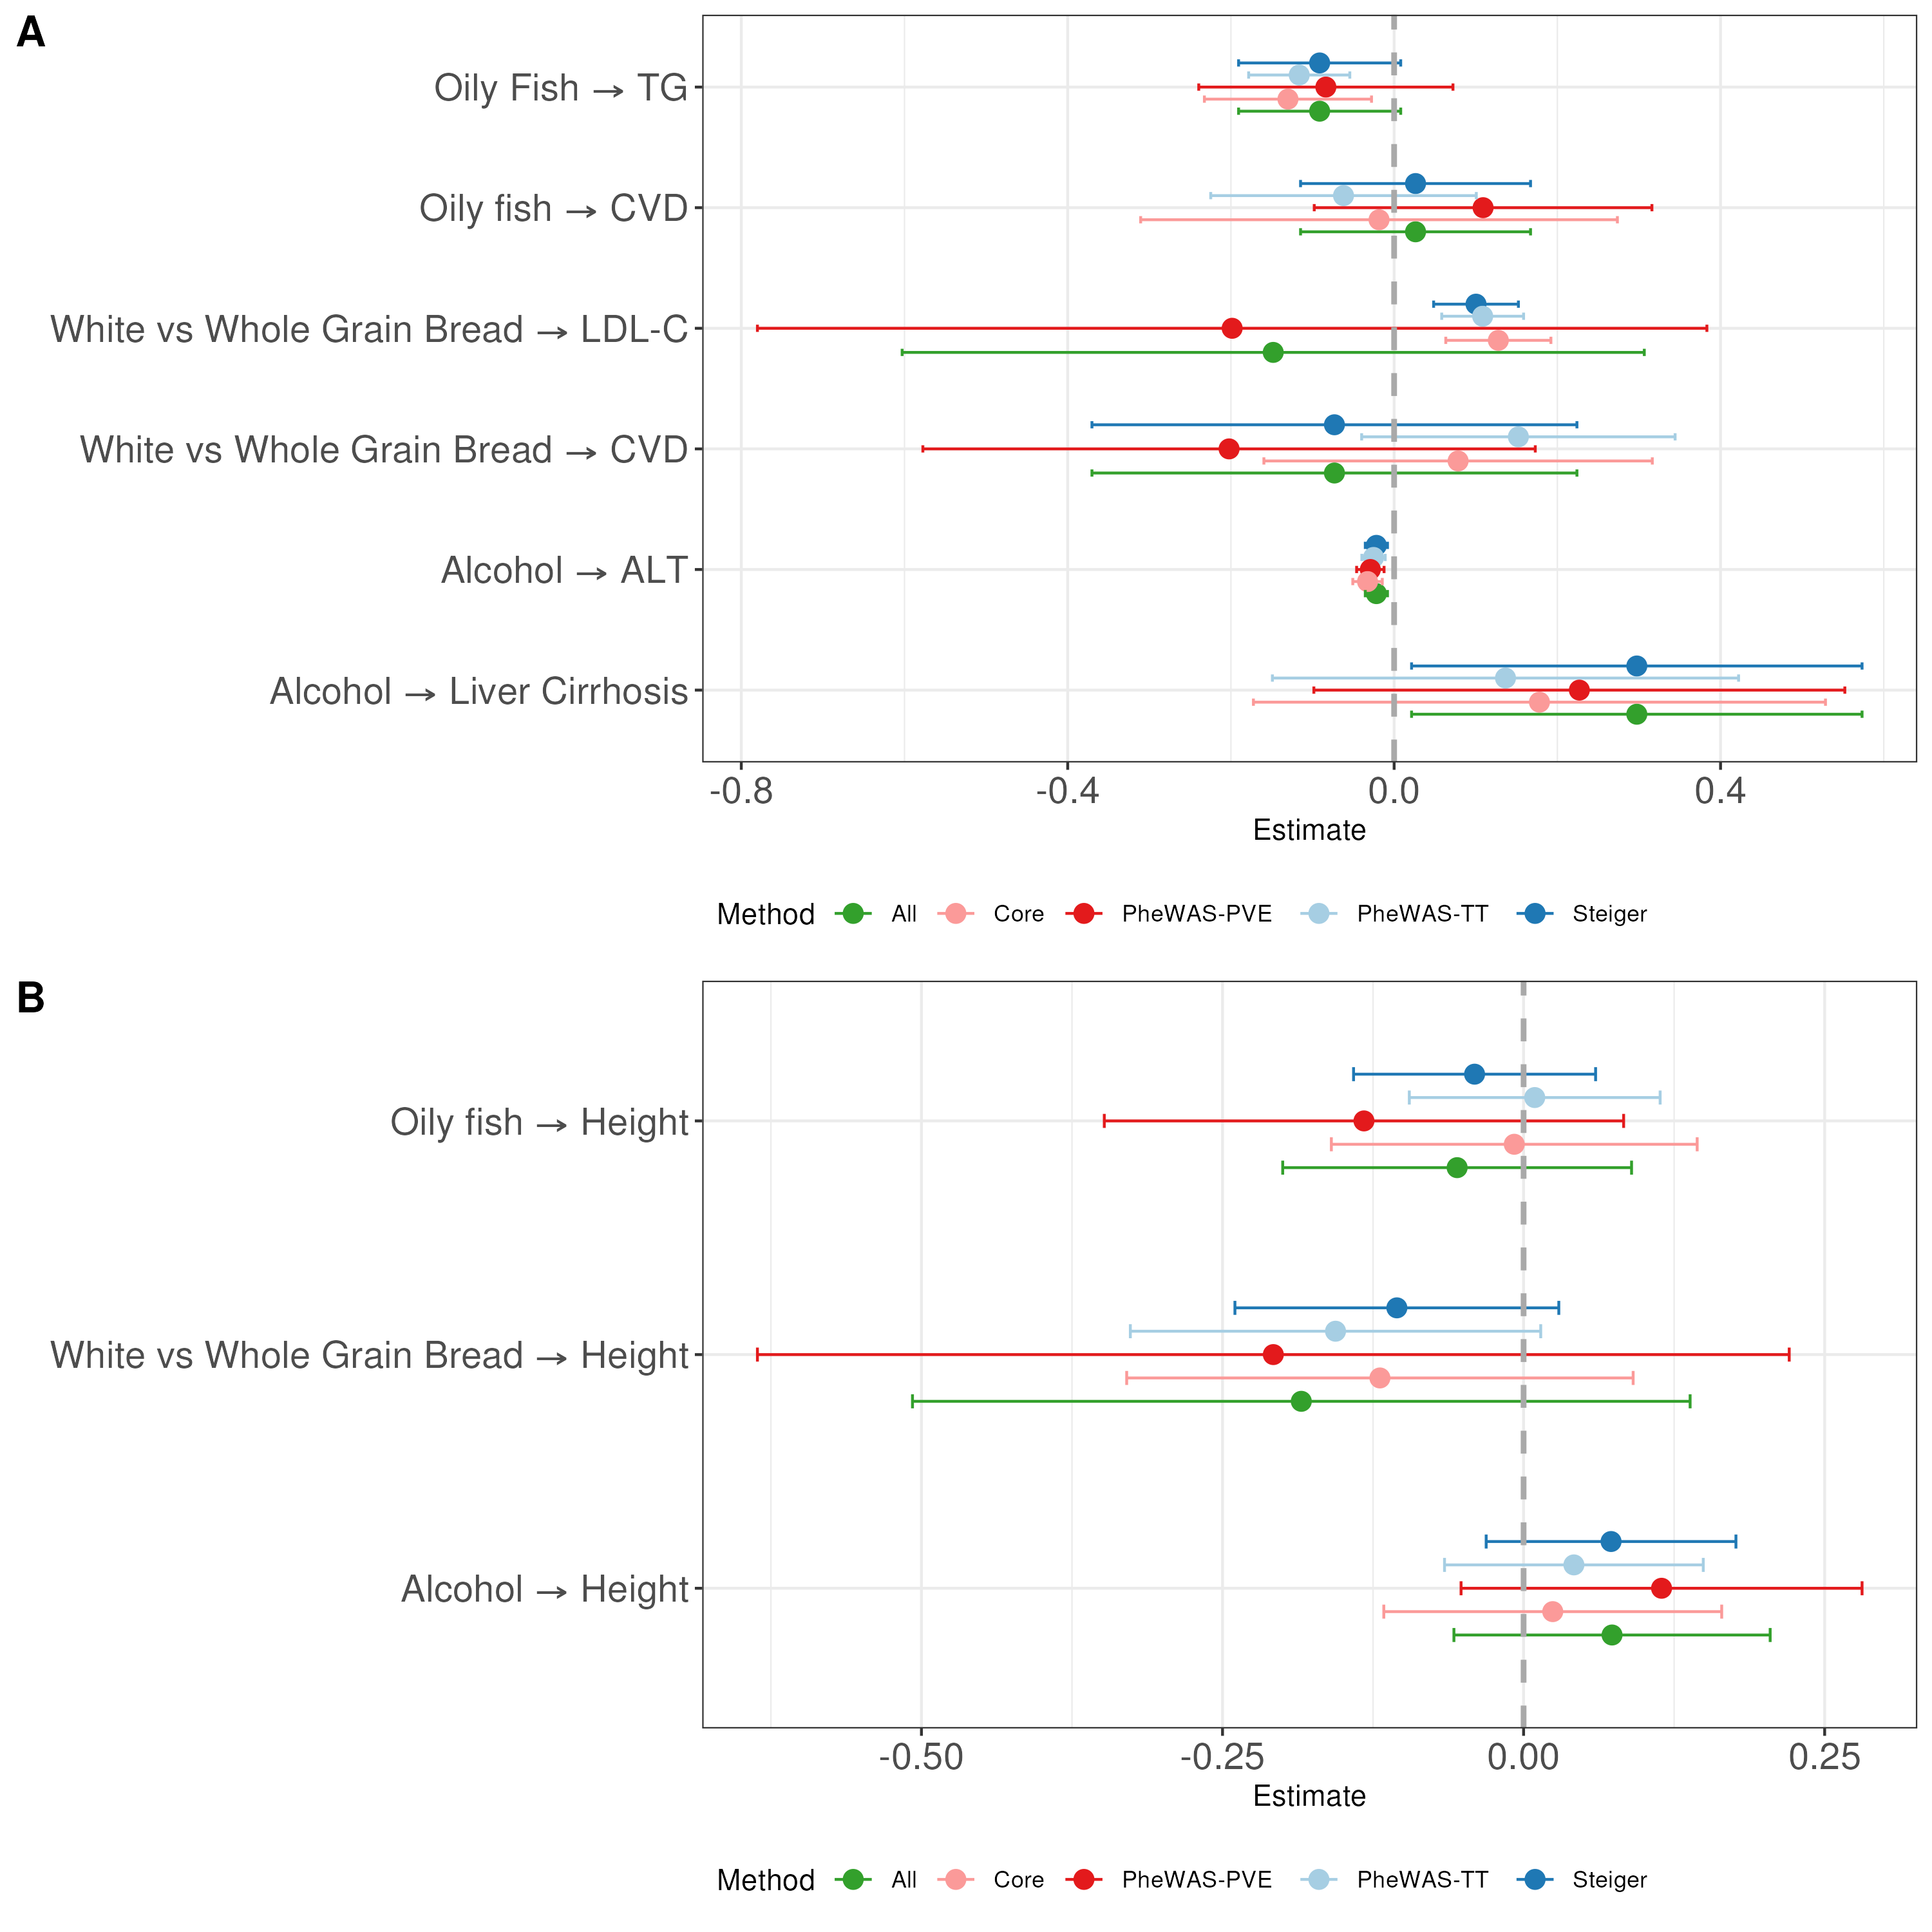 A
Oily Fish → TG
Oily fish → CVD
White vs Whole Grain Bread → LDL-C
White vs Whole Grain Bread → CVD
Alcohol → ALT
Alcohol → Liver Cirrhosis
-0.8 -0.4 0.0 0.4
Estimate
Method All Core PheWAS-PVE PheWAS-TT Steiger
B
Oily fish → Height
White vs Whole Grain Bread → Height
Alcohol → Height
-0.50 -0.25 0.00 0.25
Estimate
Method All Core PheWAS-PVE PheWAS-TT Steiger